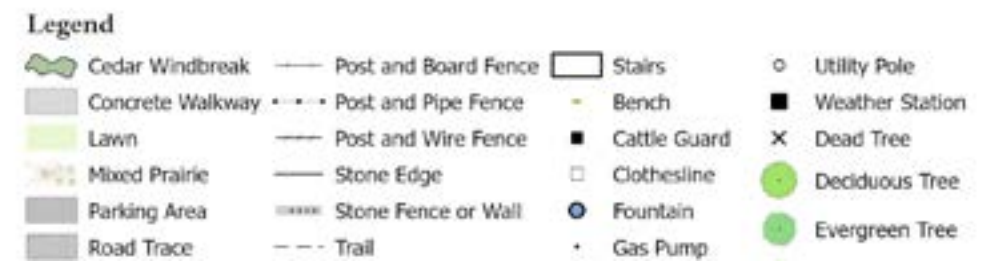 Legend
Cedar Windbreak
Concrete Walkway
Lawn
Mixed Prairie
Parking Area
Road Trace
Post and Board Fence
Post and Pipe Fence
Post and Wire Fence
Stone Edge
Stone Fence or Wall
Trail
Stairs
Bench
Cattle Guard
Clothesline
Fountain
Gas Pump
Utility Pole
Weather Station
Dead Tree
Deciduous Tree
Evergreen Tree